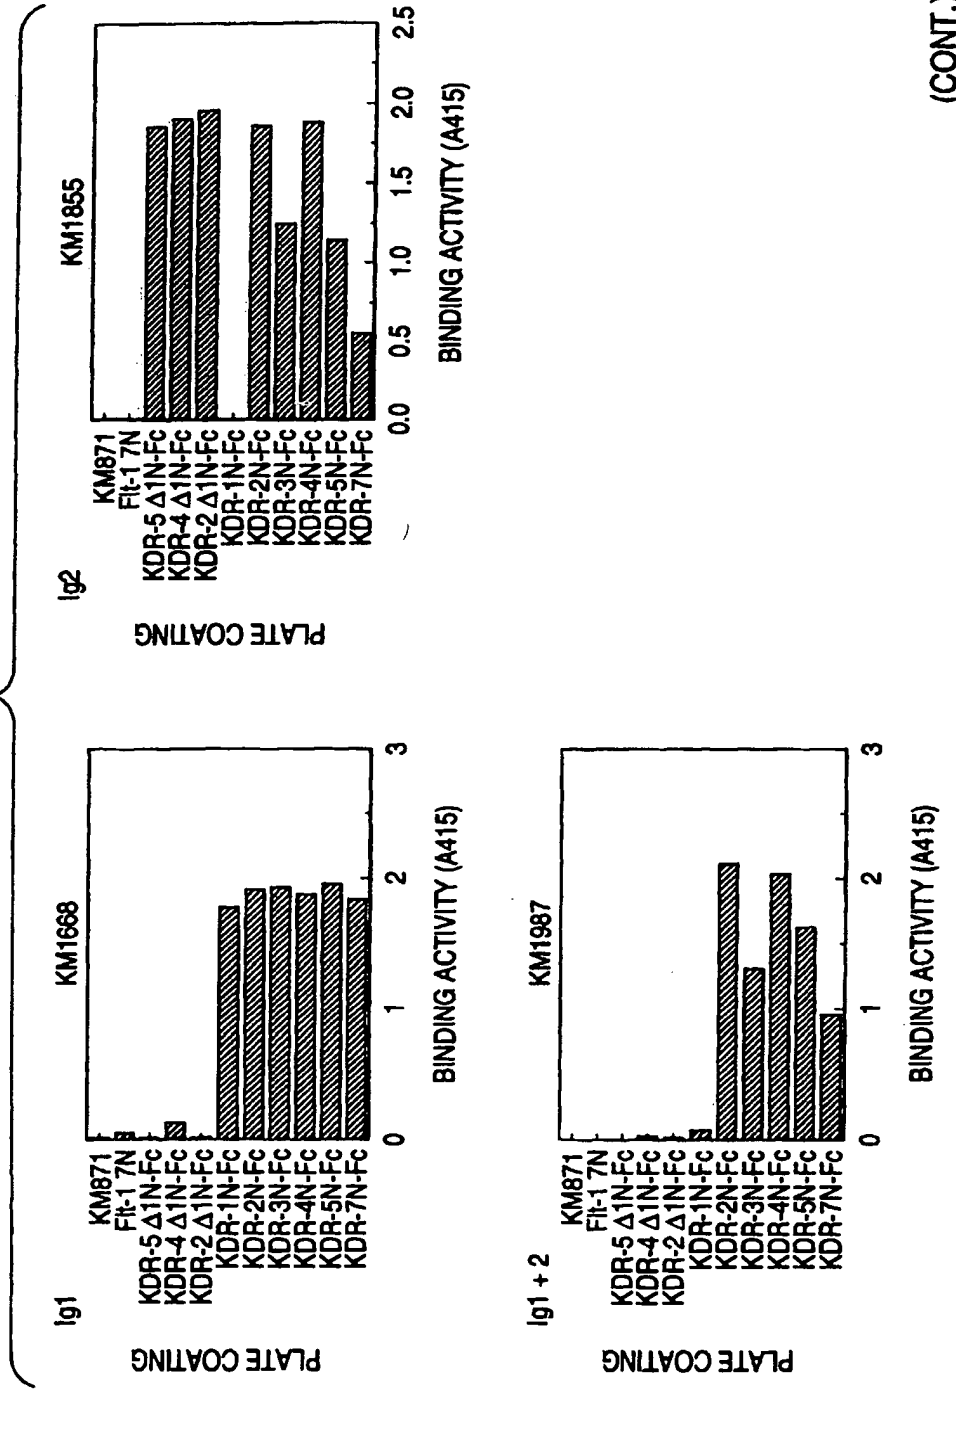 Ig1
KM1668
PLATE COATING
KM871
Flt-1 7N
KDR-5 Δ1N-Fc
KDR-4 Δ1N-Fc
KDR-2 Δ1N-Fc
KDR-1N-Fc
KDR-2N-Fc
KDR-3N-Fc
KDR-4N-Fc
KDR-5N-Fc
KDR-7N-Fc
0 1 2 3
BINDING ACTIVITY (A415)
Ig2
KM1855
PLATE COATING
KM871
Flt-1 7N
KDR-5 Δ1N-Fc
KDR-4 Δ1N-Fc
KDR-2 Δ1N-Fc
KDR-1N-Fc
KDR-2N-Fc
KDR-3N-Fc
KDR-4N-Fc
KDR-5N-Fc
KDR-7N-Fc
0.0 0.5 1.0 1.5 2.0 2.5
BINDING ACTIVITY (A415)
Ig1 + 2
KM1987
PLATE COATING
KM871
Flt-1 7N
KDR-5 Δ1N-Fc
KDR-4 Δ1N-Fc
KDR-2 Δ1N-Fc
KDR-1N-Fc
KDR-2N-Fc
KDR-3N-Fc
KDR-4N-Fc
KDR-5N-Fc
KDR-7N-Fc
0 1 2 3
BINDING ACTIVITY (A415)
(CONT.